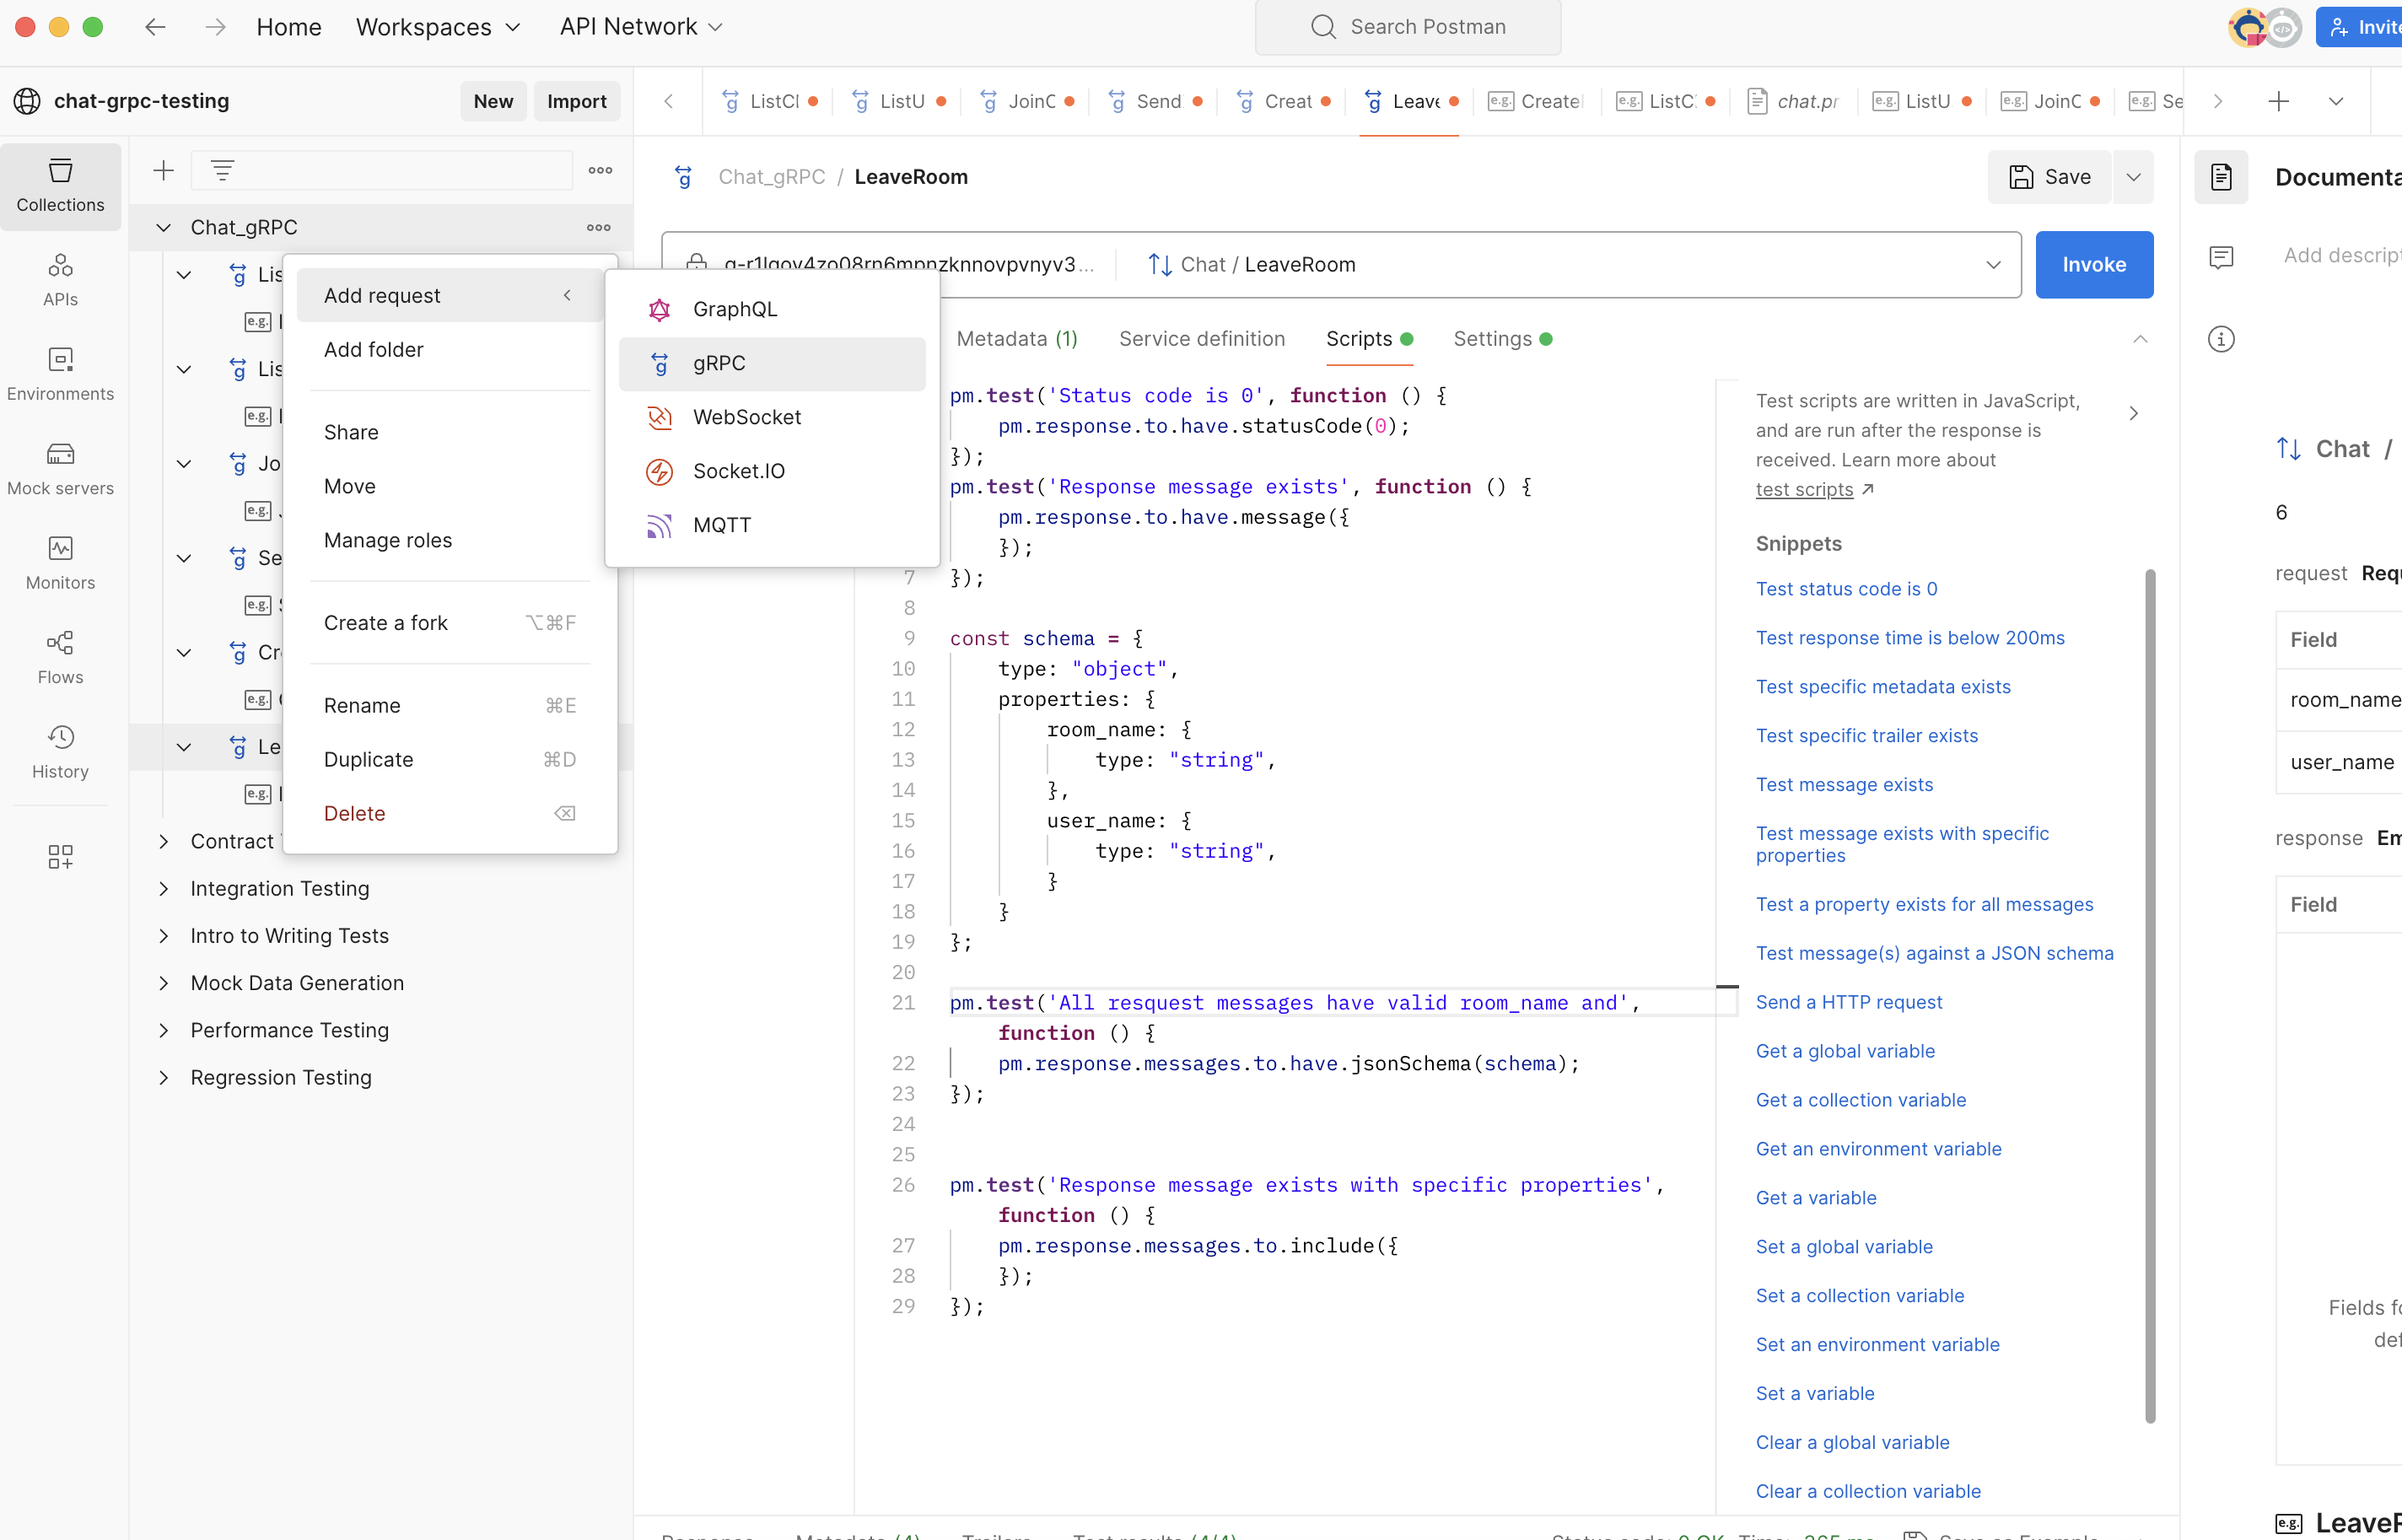 Home
Workspaces
API Network
Search Postman
Invite
chat-grpc-testing
New
Import
ListCl
ListU
JoinC
Send
Creat
Leave
Create
ListC
chat.pr
ListU
JoinC
Se
Collections
APIs
Environments
Mock servers
Monitors
Flows
History
Chat_gRPC
Lis
e.g.
Lis
e.g.
Jo
e.g.
Se
e.g.
Cr
e.g.
Le
e.g.
Contract
Integration Testing
Intro to Writing Tests
Mock Data Generation
Performance Testing
Regression Testing
Add request
Add folder
Share
Move
Manage roles
Create a fork ⌥⌘F
Rename ⌘E
Duplicate ⌘D
Delete
GraphQL
gRPC
WebSocket
Socket.IO
MQTT
Chat_gRPC / LeaveRoom
Save
Chat / LeaveRoom
Invoke
Metadata (1)
Service definition
Scripts
Settings
pm.test('Status code is 0', function () {
pm.response.to.have.statusCode(0);
});
pm.test('Response message exists', function () {
pm.response.to.have.message({
});
7 });
8
9 const schema = {
10 type: "object",
11 properties: {
12 room_name: {
13 type: "string",
14 },
15 user_name: {
16 type: "string",
17 }
18 }
19 };
20
21 pm.test('All resquest messages have valid room_name and',
function () {
22 pm.response.messages.to.have.jsonSchema(schema);
23 });
24
25
26 pm.test('Response message exists with specific properties',
function () {
27 pm.response.messages.to.include({
28 });
29 });
Test scripts are written in JavaScript,
and are run after the response is
received. Learn more about
test scripts
Snippets
Test status code is 0
Test response time is below 200ms
Test specific metadata exists
Test specific trailer exists
Test message exists
Test message exists with specific
properties
Test a property exists for all messages
Test message(s) against a JSON schema
Send a HTTP request
Get a global variable
Get a collection variable
Get an environment variable
Get a variable
Set a global variable
Set a collection variable
Set an environment variable
Set a variable
Clear a global variable
Clear a collection variable
Documenta
Add descript
Chat /
6
request Requ
Field
room_name
user_name
response Em
Field
Fields fo
def
e.g. LeaveR